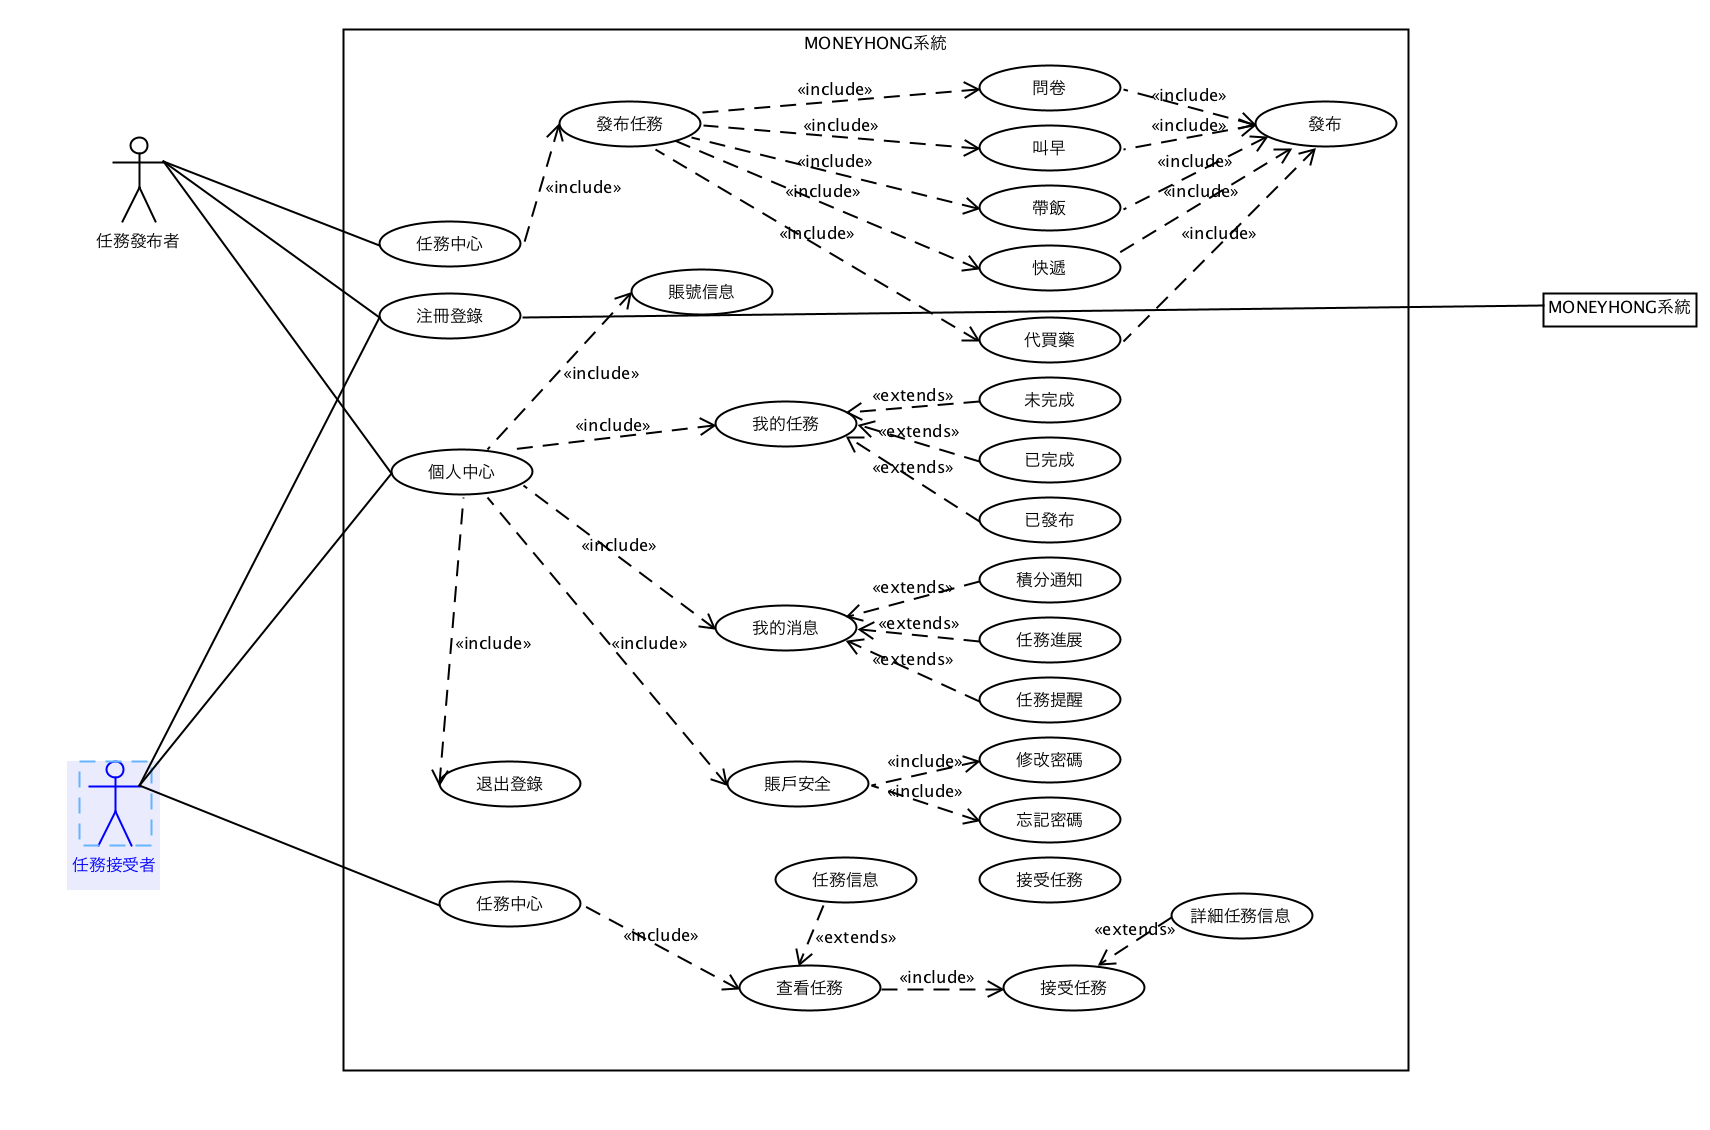 MONEYHONG系統
問卷
«include»
«include»
發布任務
發布
«include»
«include»
叫早
«include»
«include»
«include»
«include»
«include»
«include»
帶飯
任務發布者
«include»
«include»
任務中心
快遞
賬號信息
MONEYHONG系統
注冊登錄
代買藥
«include»
«extends»
未完成
我的任務
«include»
«extends»
已完成
個人中心
«extends»
已發布
«include»
積分通知
«extends»
«extends»
我的消息
任務進展
«include»
«include»
«extends»
任務提醒
«include»
修改密碼
退出登錄
賬戶安全
«include»
忘記密碼
任務接受者
任務信息
接受任務
任務中心
詳細任務信息
«include»
«extends»
«extends»
«include»
查看任務
接受任務